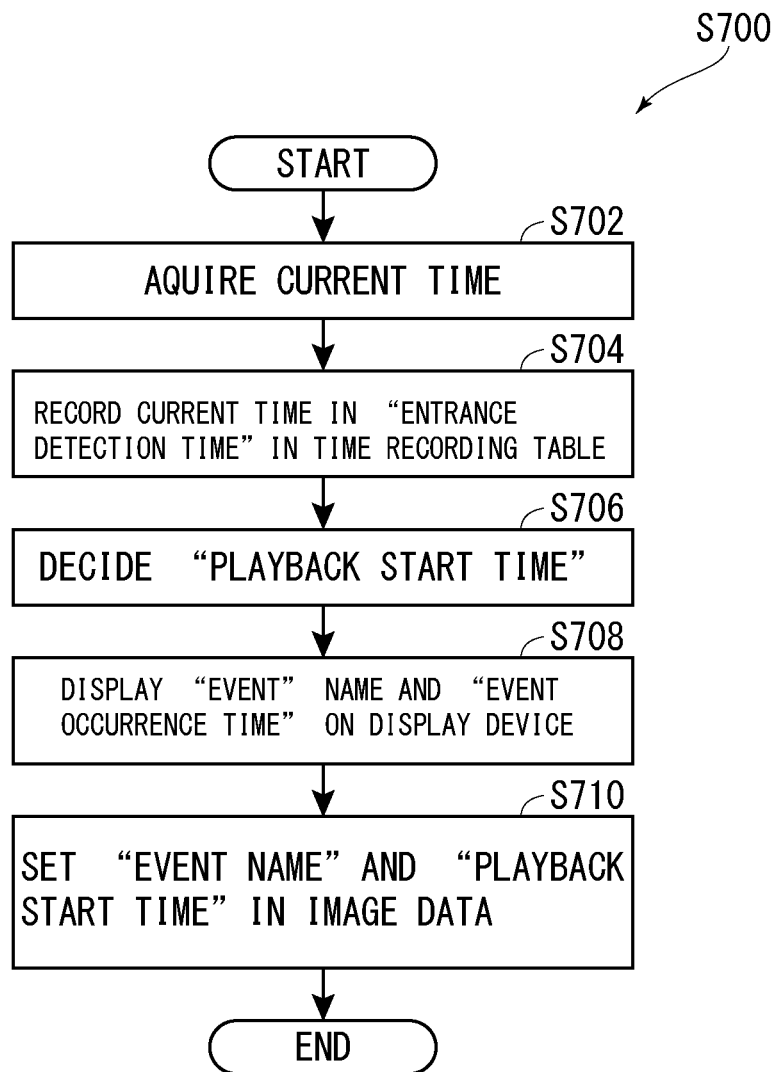 S700
START
S702
AQUIRE CURRENT TIME
S704
RECORD CURRENT TIME IN “ENTRANCE
DETECTION TIME” IN TIME RECORDING TABLE
S706
DECIDE “PLAYBACK START TIME”
S708
DISPLAY “EVENT” NAME AND “EVENT
OCCURRENCE TIME” ON DISPLAY DEVICE
S710
SET “EVENT NAME” AND “PLAYBACK
START TIME” IN IMAGE DATA
END